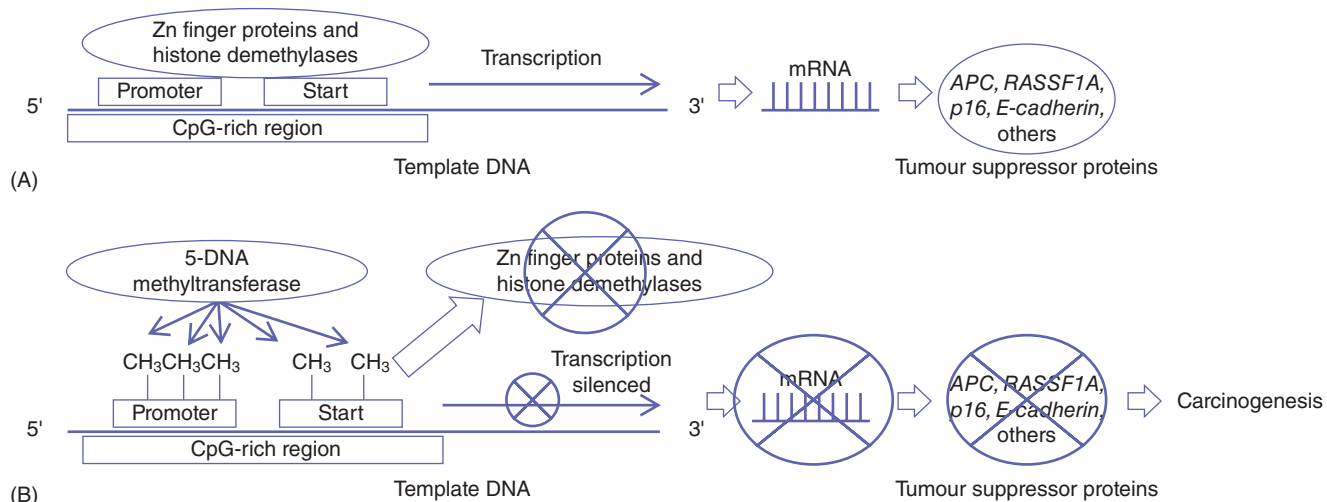 Zn finger proteins and
histone demethylases
Transcription
mRNA
APC, RASSF1A,
p16, E-cadherin,
others
5'
Promoter
Start
3'
CpG-rich region
Template DNA
Tumour suppressor proteins
(A)
5-DNA
methyltransferase
Zn finger proteins and
histone demethylases
CH₃CH₃CH₃
CH₃
CH₃
Transcription
silenced
mRNA
APC, RASSF1A,
p16, E-cadherin,
others
Carcinogenesis
5'
Promoter
Start
3'
CpG-rich region
Template DNA
Tumour suppressor proteins
(B)